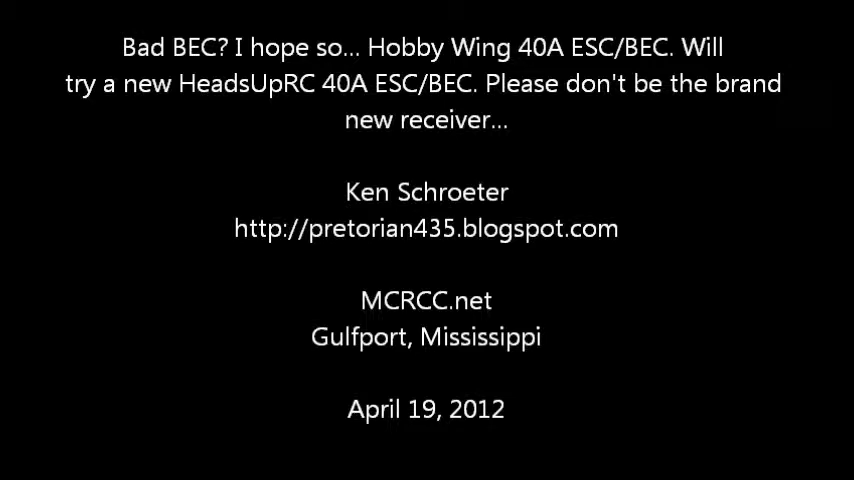 Bad BEC? I hope so... Hobby Wing 40A ESC/BEC. Will
try a new HeadsUpRC 40A ESC/BEC. Please don't be the brand
new receiver...
Ken Schroeter
http://pretorian435.blogspot.com
MCRCC.net
Gulfport, Mississippi
April 19, 2012